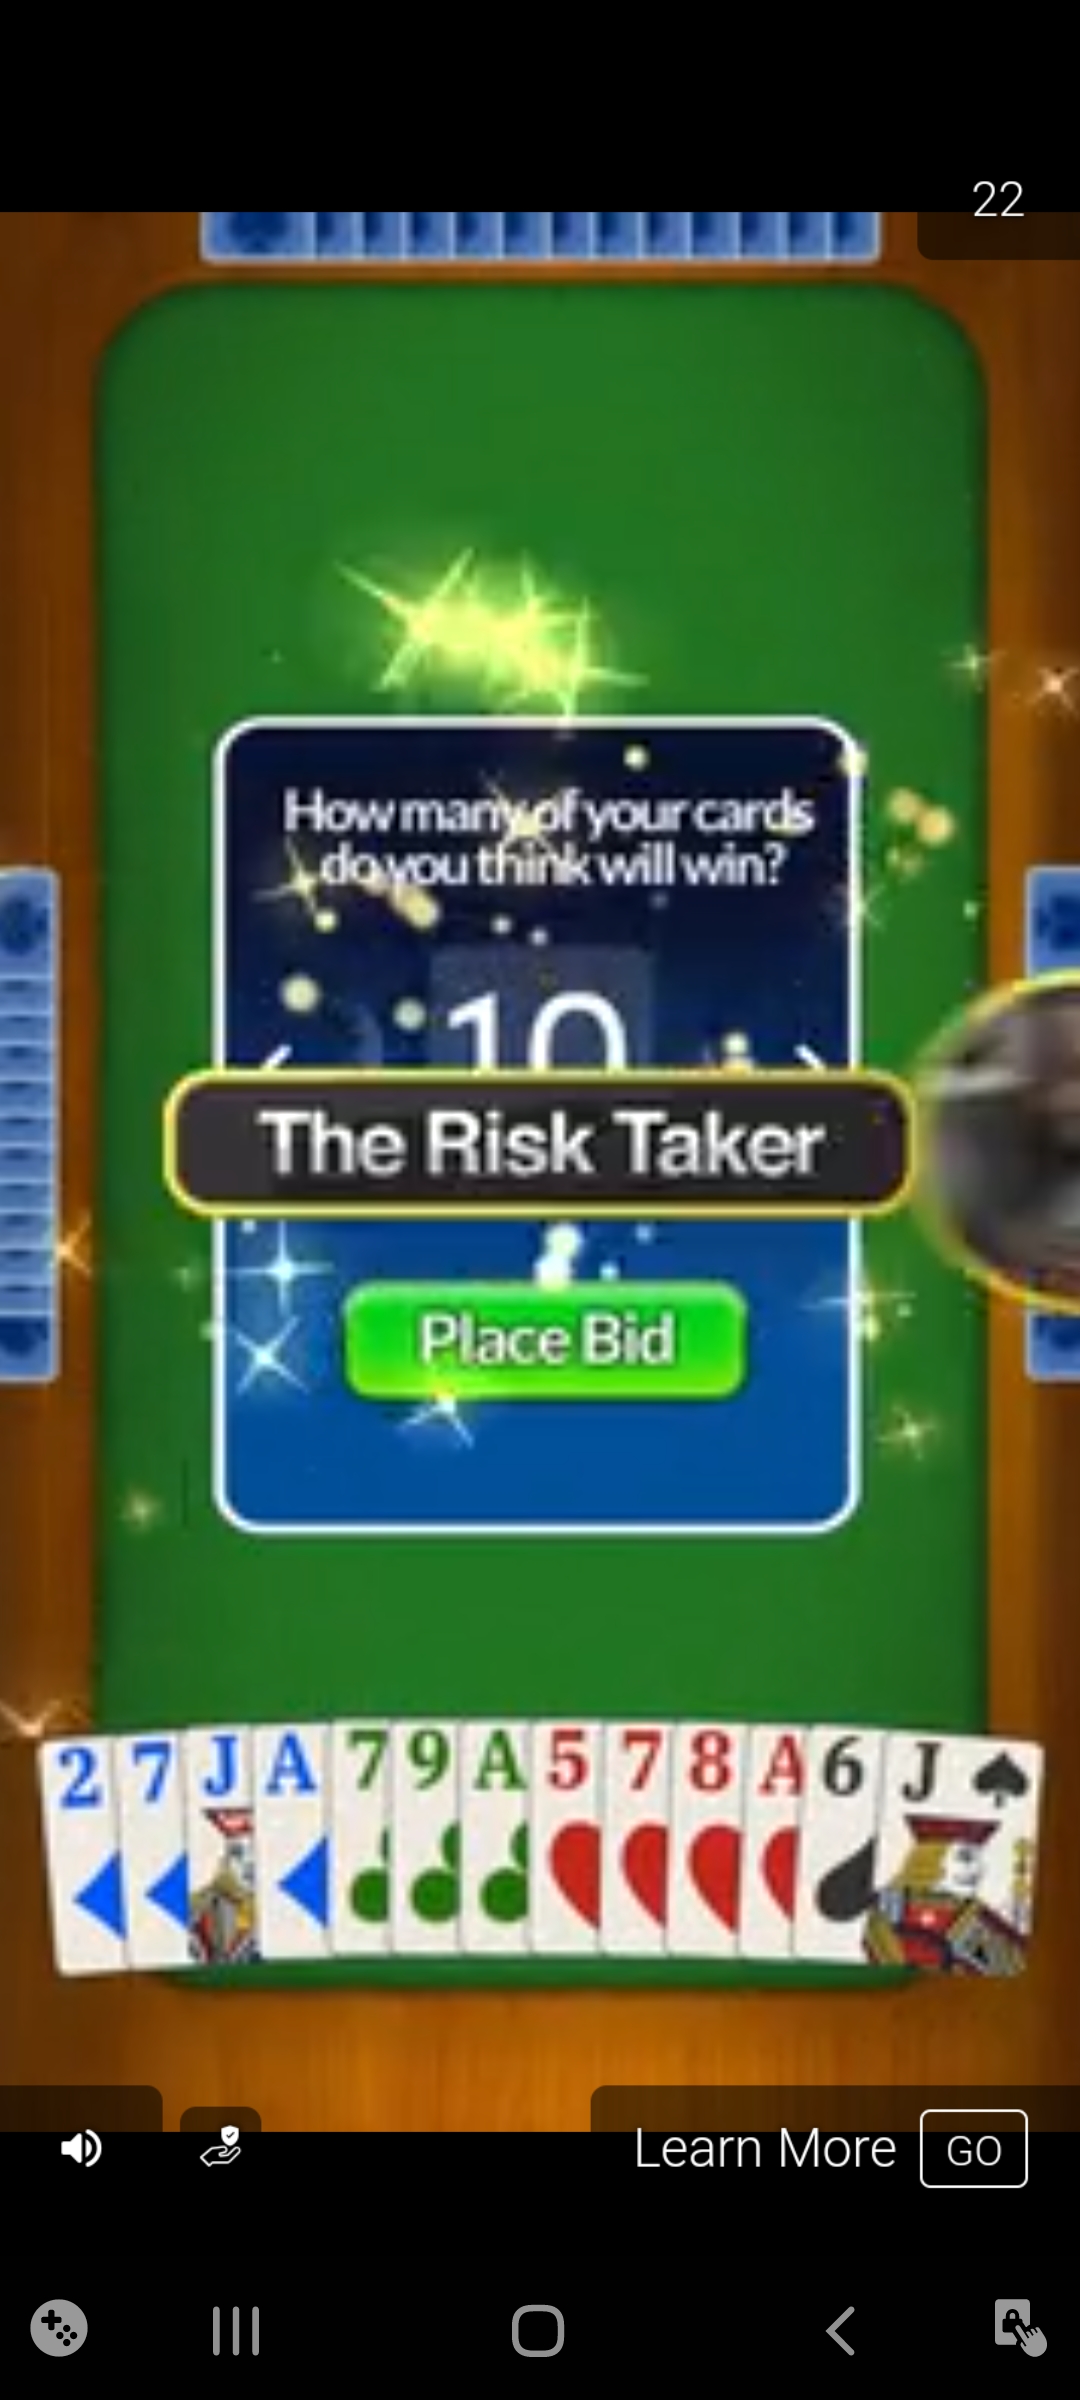 22
How many of your cards
do you think will win?
10
The Risk Taker
Place Bid
2 7 J A 7 9 A 5 7 8 A 6 J
Learn More GO